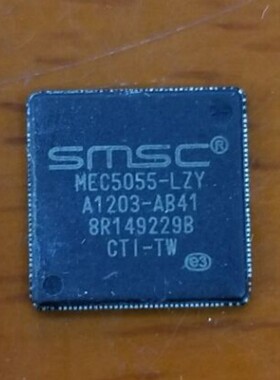 smsc®
MEC5055-LZY
A1203-AB41
8R149229B
CTI-TW
e3